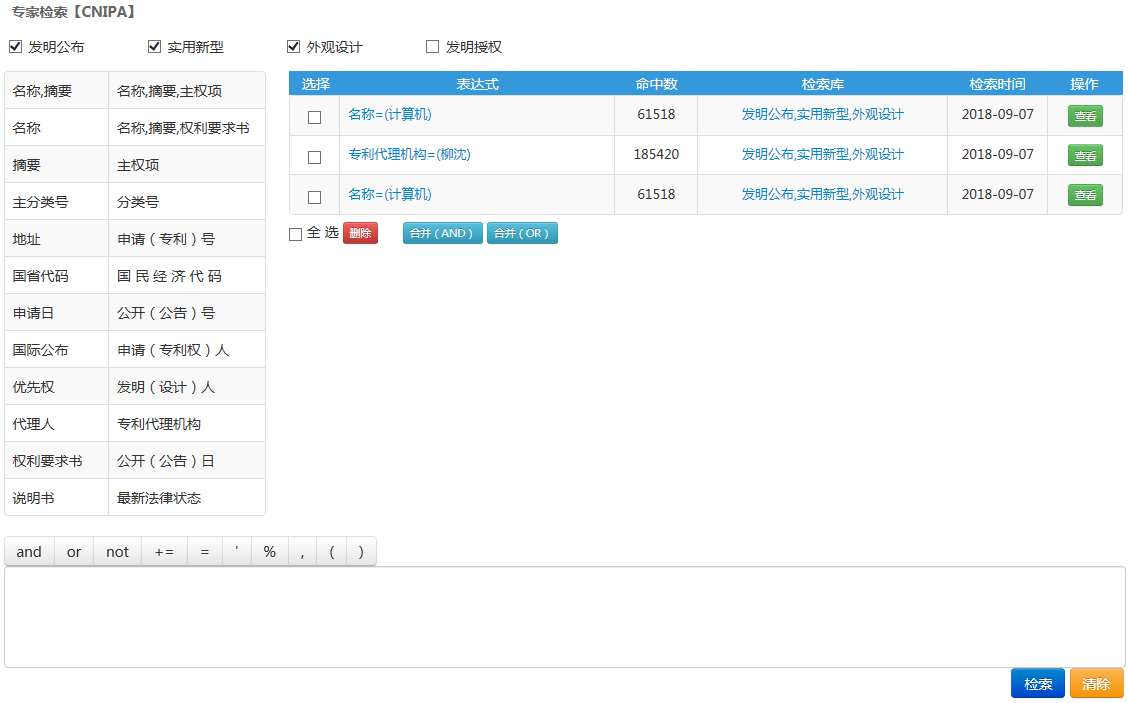 专家检索【CNIPA】
发明公布 实用新型 外观设计 发明授权
名称,摘要 名称,摘要,主权项
名称 名称,摘要,权利要求书
摘要 主权项
主分类号 分类号
地址 申请（专利）号
国省代码 国 民 经 济 代 码
申请日 公开（公告）号
国际公布 申请（专利权）人
优先权 发明（设计）人
代理人 专利代理机构
权利要求书 公开（公告）日
说明书 最新法律状态
选择 表达式 命中数 检索库 检索时间 操作
名称=(计算机) 61518 发明公布,实用新型,外观设计 2018-09-07 查看
专利代理机构=(柳沈) 185420 发明公布,实用新型,外观设计 2018-09-07 查看
名称=(计算机) 61518 发明公布,实用新型,外观设计 2018-09-07 查看
全 选 删除 合并（AND） 合并（OR）
and or not += = ' % , ( )
检索 清除